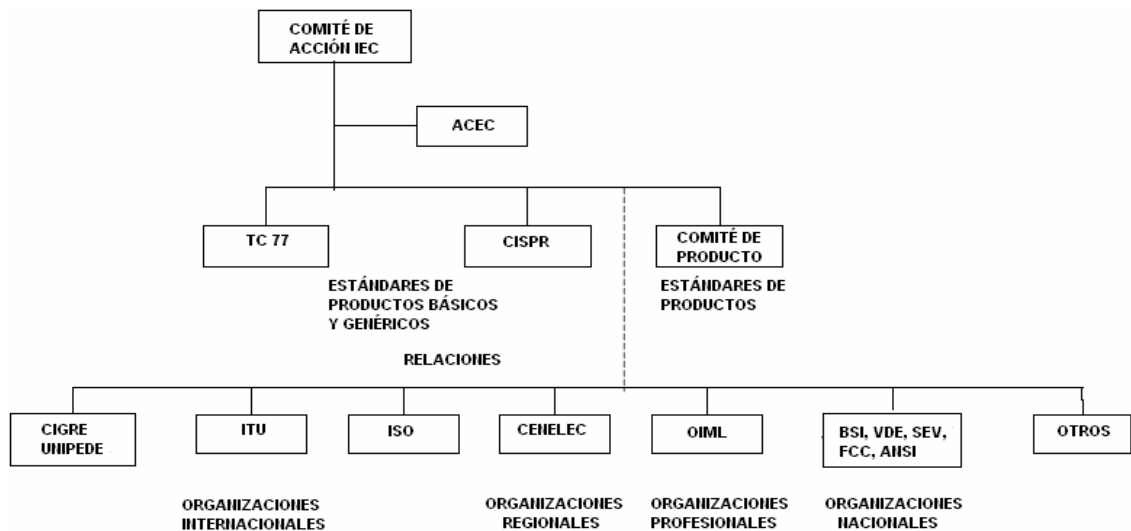 COMITÉ DE
ACCIÓN IEC
ACEC
TC 77
CISPR
COMITÉ DE
PRODUCTO
ESTÁNDARES DE
PRODUCTOS BÁSICOS
Y GENÉRICOS
ESTÁNDARES DE
PRODUCTOS
RELACIONES
CIGRE
UNIPEDE
ITU
ISO
CENELEC
OIML
BSI, VDE, SEV,
FCC, ANSI
OTROS
ORGANIZACIONES
INTERNACIONALES
ORGANIZACIONES
REGIONALES
ORGANIZACIONES
PROFESIONALES
ORGANIZACIONES
NACIONALES